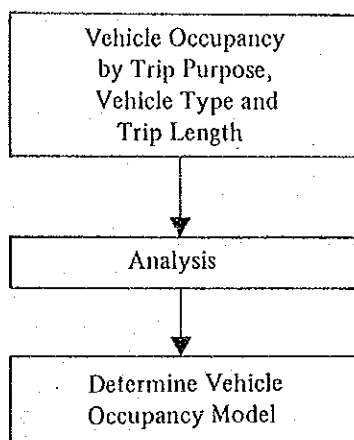 Vehicle Occupancy
by Trip Purpose,
Vehicle Type and
Trip Length
Analysis
Determine Vehicle
Occupancy Model